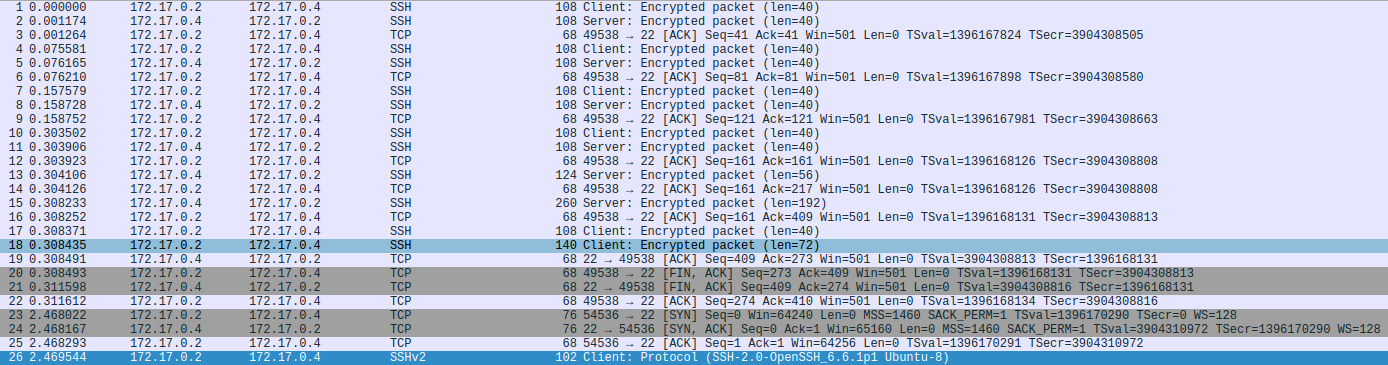 1 0.000000 172.17.0.2 172.17.0.4 SSH 108 Client: Encrypted packet (len=40)
2 0.001174 172.17.0.4 172.17.0.2 SSH 108 Server: Encrypted packet (len=40)
3 0.001264 172.17.0.2 172.17.0.4 TCP 68 49538 → 22 [ACK] Seq=41 Ack=41 Win=501 Len=0 TSval=1396167824 TSecr=3904308505
4 0.075581 172.17.0.2 172.17.0.4 SSH 108 Client: Encrypted packet (len=40)
5 0.076165 172.17.0.4 172.17.0.2 SSH 108 Server: Encrypted packet (len=40)
6 0.076210 172.17.0.2 172.17.0.4 TCP 68 49538 → 22 [ACK] Seq=81 Ack=81 Win=501 Len=0 TSval=1396167898 TSecr=3904308580
7 0.157579 172.17.0.2 172.17.0.4 SSH 108 Client: Encrypted packet (len=40)
8 0.158728 172.17.0.4 172.17.0.2 SSH 108 Server: Encrypted packet (len=40)
9 0.158752 172.17.0.2 172.17.0.4 TCP 68 49538 → 22 [ACK] Seq=121 Ack=121 Win=501 Len=0 TSval=1396167981 TSecr=3904308663
10 0.303502 172.17.0.2 172.17.0.4 SSH 108 Client: Encrypted packet (len=40)
11 0.303906 172.17.0.4 172.17.0.2 SSH 108 Server: Encrypted packet (len=40)
12 0.303923 172.17.0.2 172.17.0.4 TCP 68 49538 → 22 [ACK] Seq=161 Ack=161 Win=501 Len=0 TSval=1396168126 TSecr=3904308808
13 0.304106 172.17.0.4 172.17.0.2 SSH 124 Server: Encrypted packet (len=56)
14 0.304126 172.17.0.2 172.17.0.4 TCP 68 49538 → 22 [ACK] Seq=161 Ack=217 Win=501 Len=0 TSval=1396168126 TSecr=3904308808
15 0.308233 172.17.0.4 172.17.0.2 SSH 260 Server: Encrypted packet (len=192)
16 0.308252 172.17.0.2 172.17.0.4 TCP 68 49538 → 22 [ACK] Seq=161 Ack=409 Win=501 Len=0 TSval=1396168131 TSecr=3904308813
17 0.308371 172.17.0.2 172.17.0.4 SSH 108 Client: Encrypted packet (len=40)
18 0.308435 172.17.0.2 172.17.0.4 SSH 140 Client: Encrypted packet (len=72)
19 0.308491 172.17.0.4 172.17.0.2 TCP 68 22 → 49538 [ACK] Seq=409 Ack=273 Win=501 Len=0 TSval=3904308813 TSecr=1396168131
20 0.308493 172.17.0.2 172.17.0.4 TCP 68 49538 → 22 [FIN, ACK] Seq=273 Ack=409 Win=501 Len=0 TSval=1396168131 TSecr=3904308813
21 0.311598 172.17.0.4 172.17.0.2 TCP 68 22 → 49538 [FIN, ACK] Seq=409 Ack=274 Win=501 Len=0 TSval=3904308816 TSecr=1396168131
22 0.311612 172.17.0.2 172.17.0.4 TCP 68 49538 → 22 [ACK] Seq=274 Ack=410 Win=501 Len=0 TSval=1396168134 TSecr=3904308816
23 2.468022 172.17.0.2 172.17.0.4 TCP 76 54536 → 22 [SYN] Seq=0 Win=64240 Len=0 MSS=1460 SACK_PERM=1 TSval=1396170290 TSecr=0 WS=128
24 2.468167 172.17.0.4 172.17.0.2 TCP 76 22 → 54536 [SYN, ACK] Seq=0 Ack=1 Win=65160 Len=0 MSS=1460 SACK_PERM=1 TSval=3904310972 TSecr=1396170290 WS=128
25 2.468293 172.17.0.2 172.17.0.4 TCP 68 54536 → 22 [ACK] Seq=1 Ack=1 Win=64256 Len=0 TSval=1396170291 TSecr=3904310972
26 2.469544 172.17.0.2 172.17.0.4 SSHv2 102 Client: Protocol (SSH-2.0-OpenSSH_6.6.1p1 Ubuntu-8)